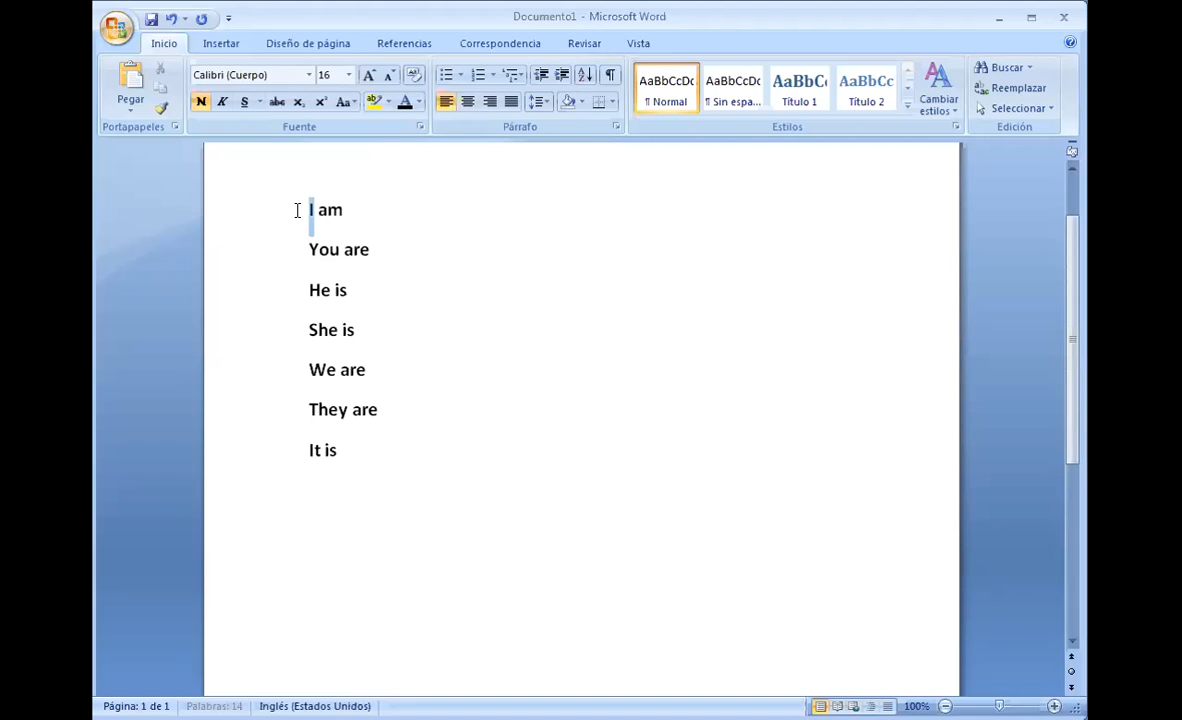 Documento1 - Microsoft Word
Inicio Insertar Diseño de página Referencias Correspondencia Revisar Vista
Calibri (Cuerpo) 16 AaBbCcDc AaBbCcDc AaBbC AaBbCc Buscar
Pegar N K S abc x₂ x² Aa ab A ¶ Normal ¶ Sin espa... Título 1 Título 2 Cambiar estilos Reemplazar
Seleccionar
Portapapeles Fuente Párrafo Estilos Edición
I am
You are
He is
She is
We are
They are
It is
Página: 1 de 1 Palabras: 14 Inglés (Estados Unidos) 100%